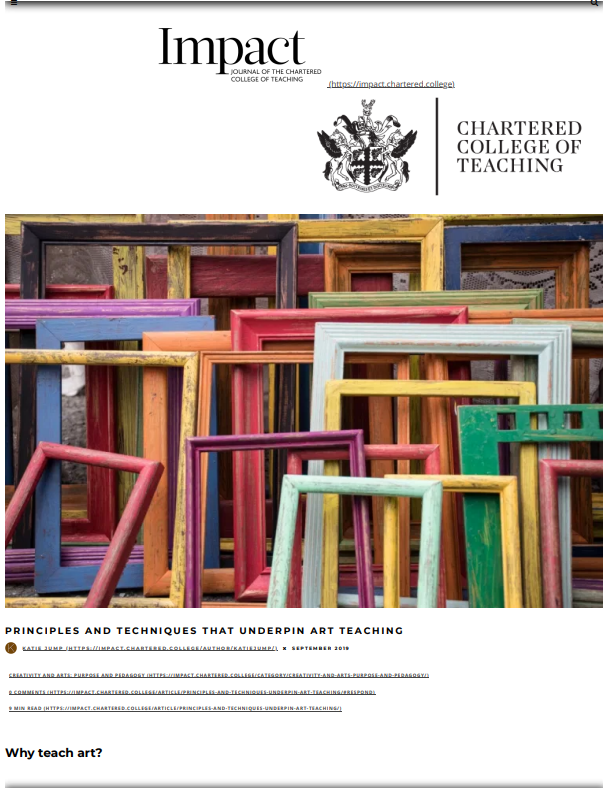 Impact
JOURNAL OF THE CHARTERED
COLLEGE OF TEACHING
(https://impact.chartered.college)
CHARTERED
COLLEGE OF
TEACHING
PRINCIPLES AND TECHNIQUES THAT UNDERPIN ART TEACHING
K KATIE JUMP (HTTPS://IMPACT.CHARTERED.COLLEGE/AUTHOR/KATIEJUMP/) × SEPTEMBER 2019
CREATIVITY AND ARTS: PURPOSE AND PEDAGOGY (HTTPS://IMPACT.CHARTERED.COLLEGE/CATEGORY/CREATIVITY-AND-ARTS-PURPOSE-AND-PEDAGOGY/)
0 COMMENTS (HTTPS://IMPACT.CHARTERED.COLLEGE/ARTICLE/PRINCIPLES-AND-TECHNIQUES-UNDERPIN-ART-TEACHING/#RESPOND)
9 MIN READ (HTTPS://IMPACT.CHARTERED.COLLEGE/ARTICLE/PRINCIPLES-AND-TECHNIQUES-UNDERPIN-ART-TEACHING/)
Why teach art?